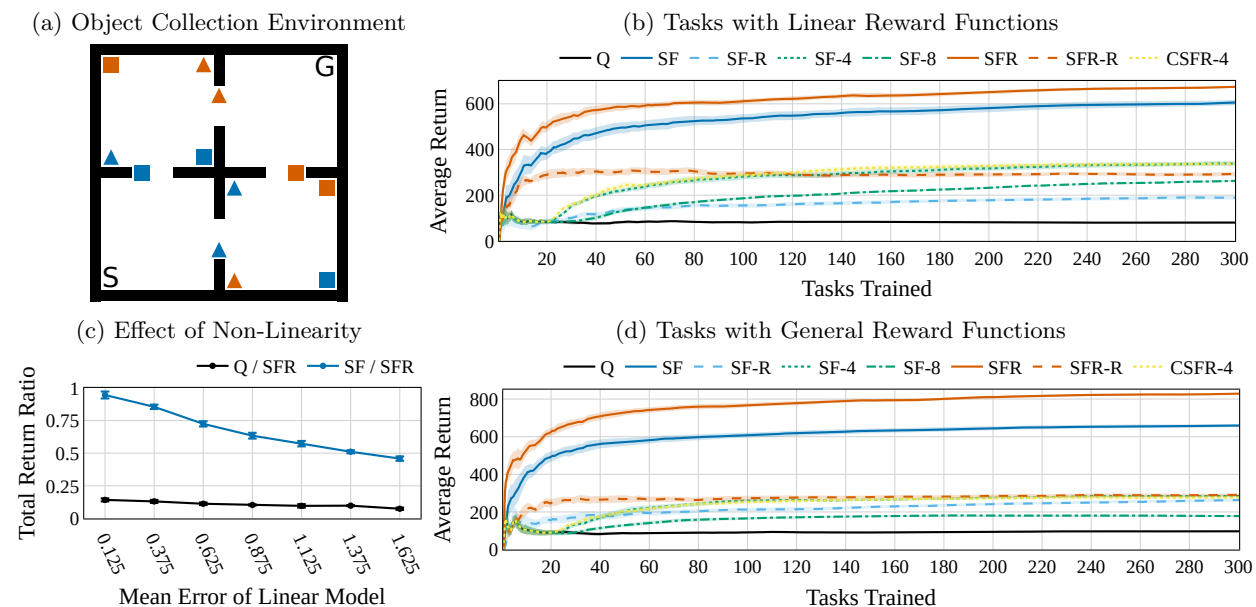 (a) Object Collection Environment
G
S
(b) Tasks with Linear Reward Functions
Q SF SF-R SF-4 SF-8 SFR SFR-R CSFR-4
Average Return
600
400
200
0
20 40 60 80 100 120 140 160 180 200 220 240 260 280 300
Tasks Trained
(c) Effect of Non-Linearity
Q / SFR SF / SFR
Total Return Ratio
1
0.75
0.5
0.25
0
0.125 0.375 0.625 0.875 1.125 1.375 1.625
Mean Error of Linear Model
(d) Tasks with General Reward Functions
Q SF SF-R SF-4 SF-8 SFR SFR-R CSFR-4
Average Return
800
600
400
200
0
20 40 60 80 100 120 140 160 180 200 220 240 260 280 300
Tasks Trained